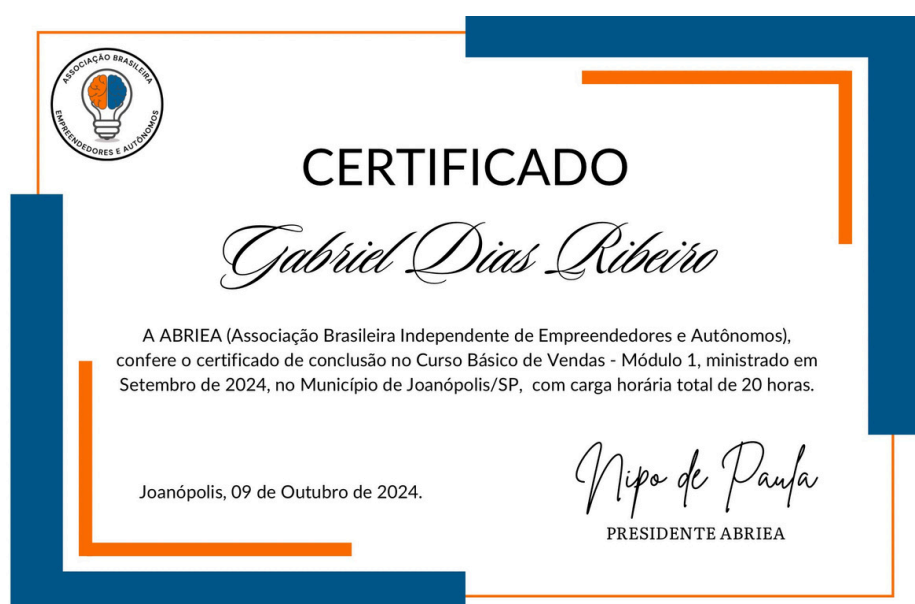 ASSOCIAÇÃO BRASILEIRA
EMPREENDEDORES E AUTÔNOMOS
CERTIFICADO
Gabriel Dias Ribeiro
A ABRIEA (Associação Brasileira Independente de Empreendedores e Autônomos),
confere o certificado de conclusão no Curso Básico de Vendas - Módulo 1, ministrado em
Setembro de 2024, no Município de Joanópolis/SP, com carga horária total de 20 horas.
Joanópolis, 09 de Outubro de 2024.
Nipo de Paula
PRESIDENTE ABRIEA